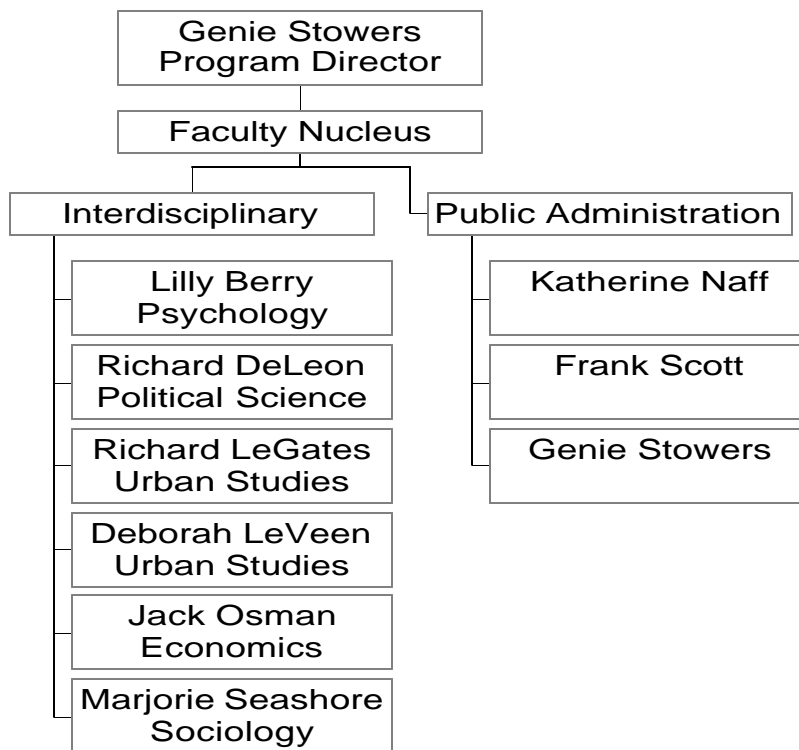 Genie Stowers
Program Director
Faculty Nucleus
Interdisciplinary
Lilly Berry
Psychology
Richard DeLeon
Political Science
Richard LeGates
Urban Studies
Deborah LeVeen
Urban Studies
Jack Osman
Economics
Marjorie Seashore
Sociology
Public Administration
Katherine Naff
Frank Scott
Genie Stowers